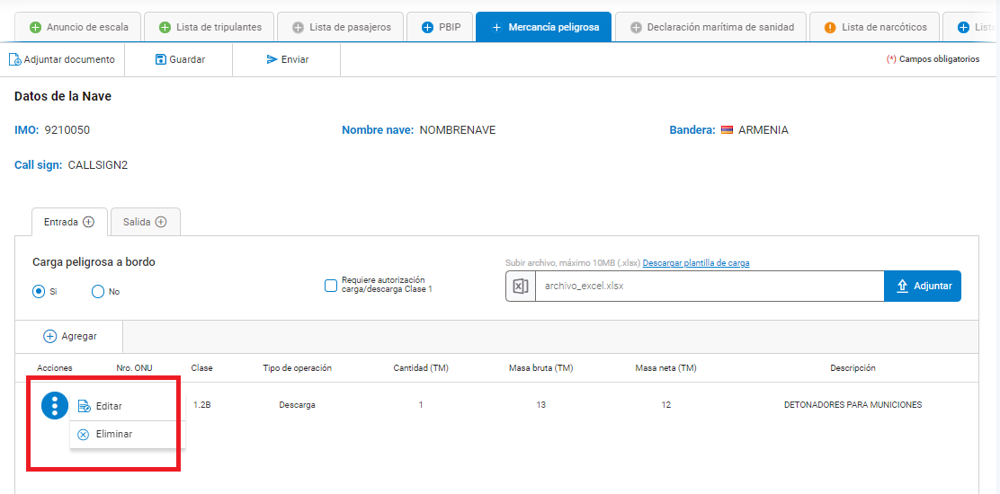 Anuncio de escala
Lista de tripulantes
Lista de pasajeros
PBIP
Mercancía peligrosa
Declaración marítima de sanidad
Lista de narcóticos
Adjuntar documento
Guardar
Enviar
(*) Campos obligatorios
Datos de la Nave
IMO: 9210050
Nombre nave: NOMBRENAVE
Bandera: ARMENIA
Call sign: CALLSIGN2
Entrada
Salida
Carga peligrosa a bordo
Si
No
Requiere autorización
carga/descarga Clase 1
Subir archivo, máximo 10MB (.xlsx) Descargar plantilla de carga
archivo_excel.xlsx
Adjuntar
Agregar
Acciones Nro. ONU Clase Tipo de operación Cantidad (TM) Masa bruta (TM) Masa neta (TM) Descripción
Editar
1.2B Descarga 1 13 12 DETONADORES PARA MUNICIONES
Eliminar